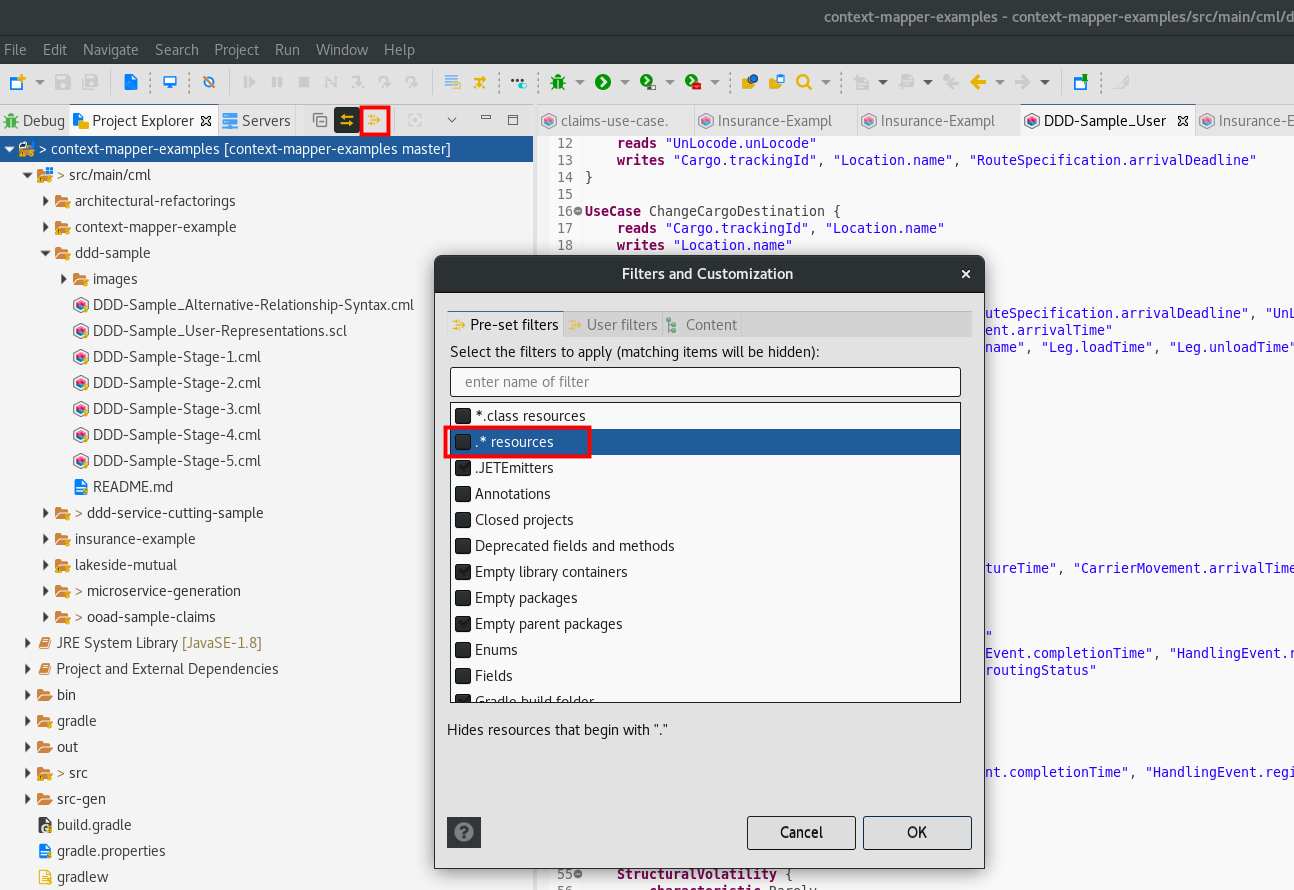 context-mapper-examples - context-mapper-examples/src/main/cml/d
File Edit Navigate Search Project Run Window Help
Debug Project Explorer Servers
claims-use-case. Insurance-Exampl Insurance-Exampl DDD-Sample_User Insurance-E
> context-mapper-examples [context-mapper-examples master]
> src/main/cml
architectural-refactorings
context-mapper-example
ddd-sample
images
DDD-Sample_Alternative-Relationship-Syntax.cml
DDD-Sample_User-Representations.scl
DDD-Sample-Stage-1.cml
DDD-Sample-Stage-2.cml
DDD-Sample-Stage-3.cml
DDD-Sample-Stage-4.cml
DDD-Sample-Stage-5.cml
README.md
> ddd-service-cutting-sample
insurance-example
lakeside-mutual
> microservice-generation
> ooad-sample-claims
JRE System Library [JavaSE-1.8]
Project and External Dependencies
bin
gradle
out
> src
src-gen
build.gradle
gradle.properties
gradlew
12 reads "UnLocode.unLocode"
13 writes "Cargo.trackingId", "Location.name", "RouteSpecification.arrivalDeadline"
14 }
15
16 UseCase ChangeCargoDestination {
17 reads "Cargo.trackingId", "Location.name"
18 writes "Location.name"
uteSpecification.arrivalDeadline", "UnL
ent.arrivalTime"
name", "Leg.loadTime", "Leg.unloadTime"
tureTime", "CarrierMovement.arrivalTime
"
Event.completionTime", "HandlingEvent.r
routingStatus"
nt.completionTime", "HandlingEvent.regi
55 StructuralVolatility {
56 characteristic Rarely
Filters and Customization
Pre-set filters User filters Content
Select the filters to apply (matching items will be hidden):
enter name of filter
*.class resources
.* resources
.JETEmitters
Annotations
Closed projects
Deprecated fields and methods
Empty library containers
Empty packages
Empty parent packages
Enums
Fields
Gradle build folder
Hides resources that begin with "."
Cancel OK